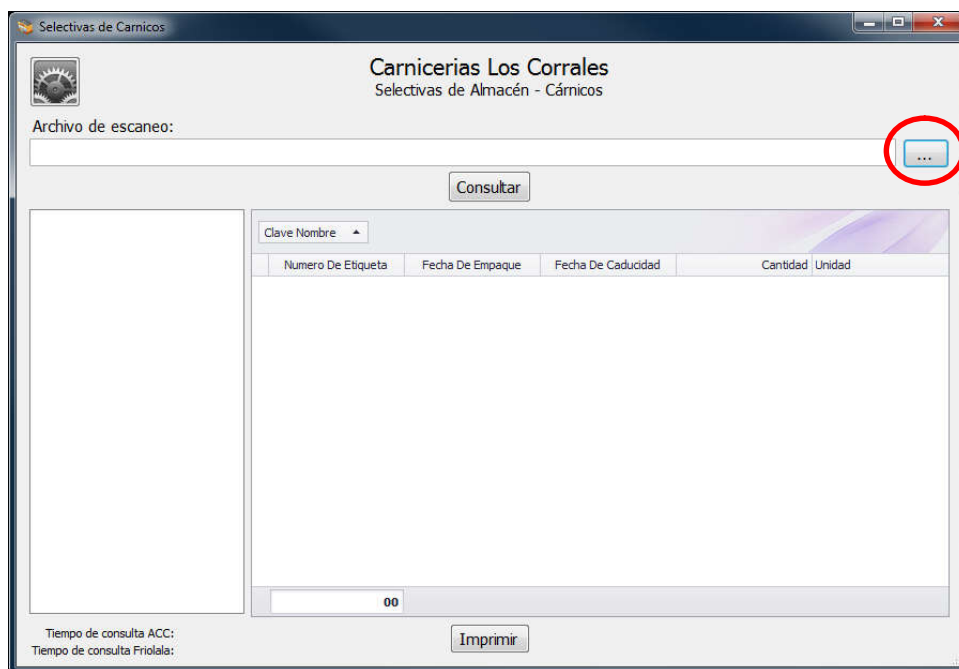 Selectivas de Carnicos
Carnicerias Los Corrales
Selectivas de Almacén - Cárnicos
Archivo de escaneo:
...
Consultar
Clave Nombre
Numero De Etiqueta Fecha De Empaque Fecha De Caducidad Cantidad Unidad
00
Tiempo de consulta ACC:
Tiempo de consulta Friolala:
Imprimir